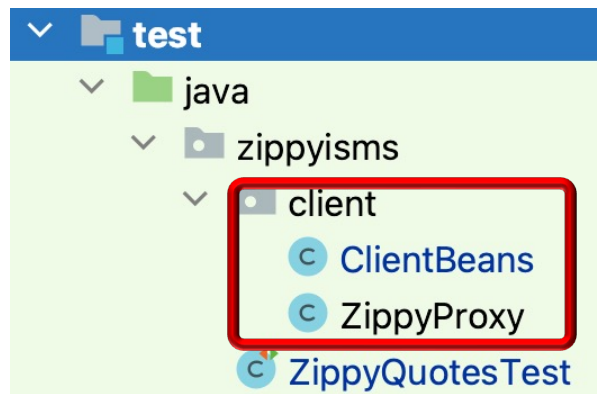 test
java
zippyisms
client
C ClientBeans
C ZippyProxy
C ZippyQuotesTest